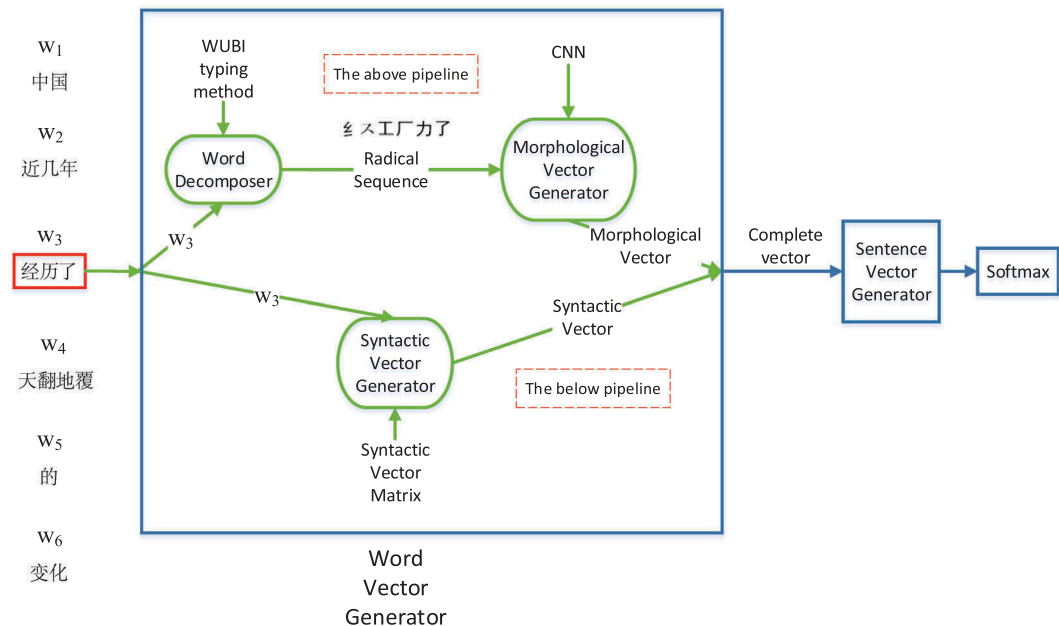 w1
中国
w2
近几年
w3
经历了
w4
天翻地覆
w5
的
w6
变化
WUBI
typing
method
The above pipeline
CNN
纟ス工厂力了
Word
Decomposer
Radical
Sequence
Morphological
Vector
Generator
w3
Morphological
Vector
w3
Syntactic
Vector
Syntactic
Vector
Generator
The below pipeline
Syntactic
Vector
Matrix
Complete
vector
Sentence
Vector
Generator
Softmax
Word
Vector
Generator